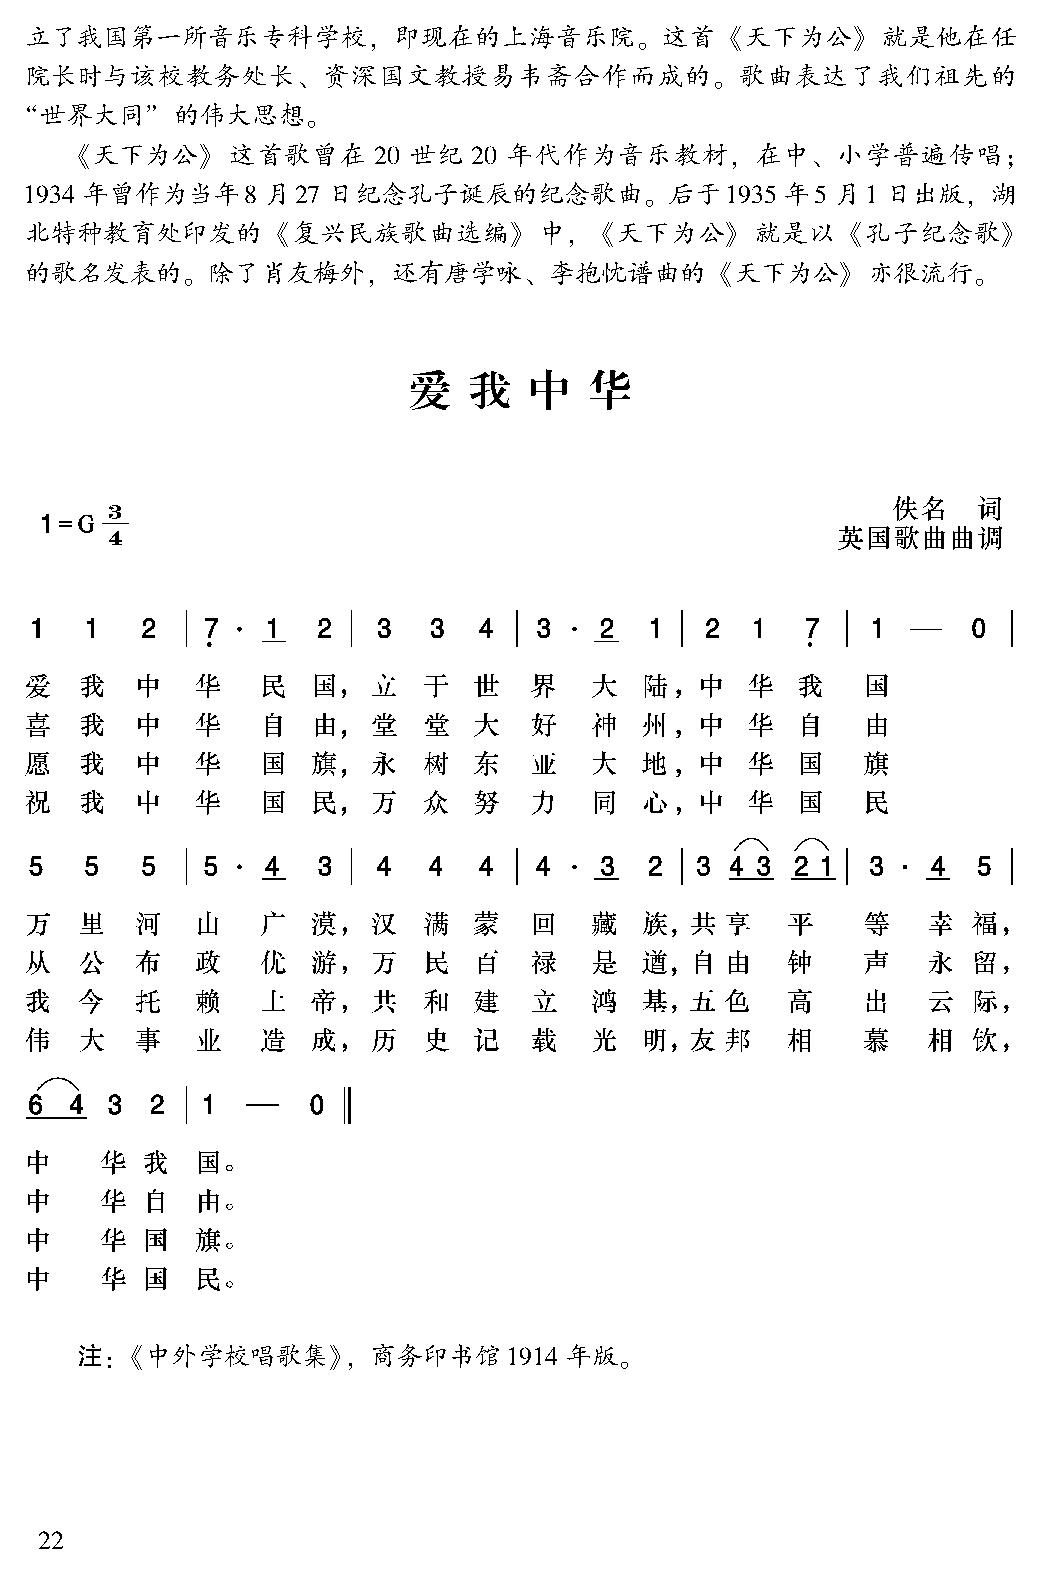 立了我国第一所音乐专科学校，即现在的上海音乐院。这首《天下为公》就是他在任
院长时与该校教务处长、资深国文教授易韦斋合作而成的。歌曲表达了我们祖先的
“世界大同”的伟大思想。
《天下为公》这首歌曾在 20 世纪 20 年代作为音乐教材，在中、小学普遍传唱；
1934 年曾作为当年 8 月 27 日纪念孔子诞辰的纪念歌曲。后于 1935 年 5 月 1 日出版，湖
北特种教育处印发的《复兴民族歌曲选编》中，《天下为公》就是以《孔子纪念歌》
的歌名发表的。除了肖友梅外，还有唐学咏、李抱忱谱曲的《天下为公》亦很流行。
爱我中华
1=G 3/4
佚名 词
英国歌曲曲调
1 1 2 | 7̣ · 1 2 | 3 3 4 | 3 · 2 1 | 2 1 7̣ | 1 — 0 |
爱 我 中 华 民 国，立 于 世 界 大 陆，中 华 我 国
喜 我 中 华 自 由，堂 堂 大 好 神 州，中 华 自 由
愿 我 中 华 国 旗，永 树 东 亚 大 地，中 华 国 旗
祝 我 中 华 国 民，万 众 努 力 同 心，中 华 国 民
5 5 5 | 5 · 4 3 | 4 4 4 | 4 · 3 2 | 3 4 3 2 1 | 3 · 4 5 |
万 里 河 山 广 漠，汉 满 蒙 回 藏 族，共 享 平 等 幸 福，
从 公 布 政 优 游，万 民 百 禄 是 遒，自 由 钟 声 永 留，
我 今 托 赖 上 帝，共 和 建 立 鸿 基，五 色 高 出 云 际，
伟 大 事 业 造 成，历 史 记 载 光 明，友 邦 相 慕 相 钦，
6 4 3 2 | 1 — 0 ‖
中 华 我 国。
中 华 自 由。
中 华 国 旗。
中 华 国 民。
注：《中外学校唱歌集》，商务印书馆 1914 年版。
22